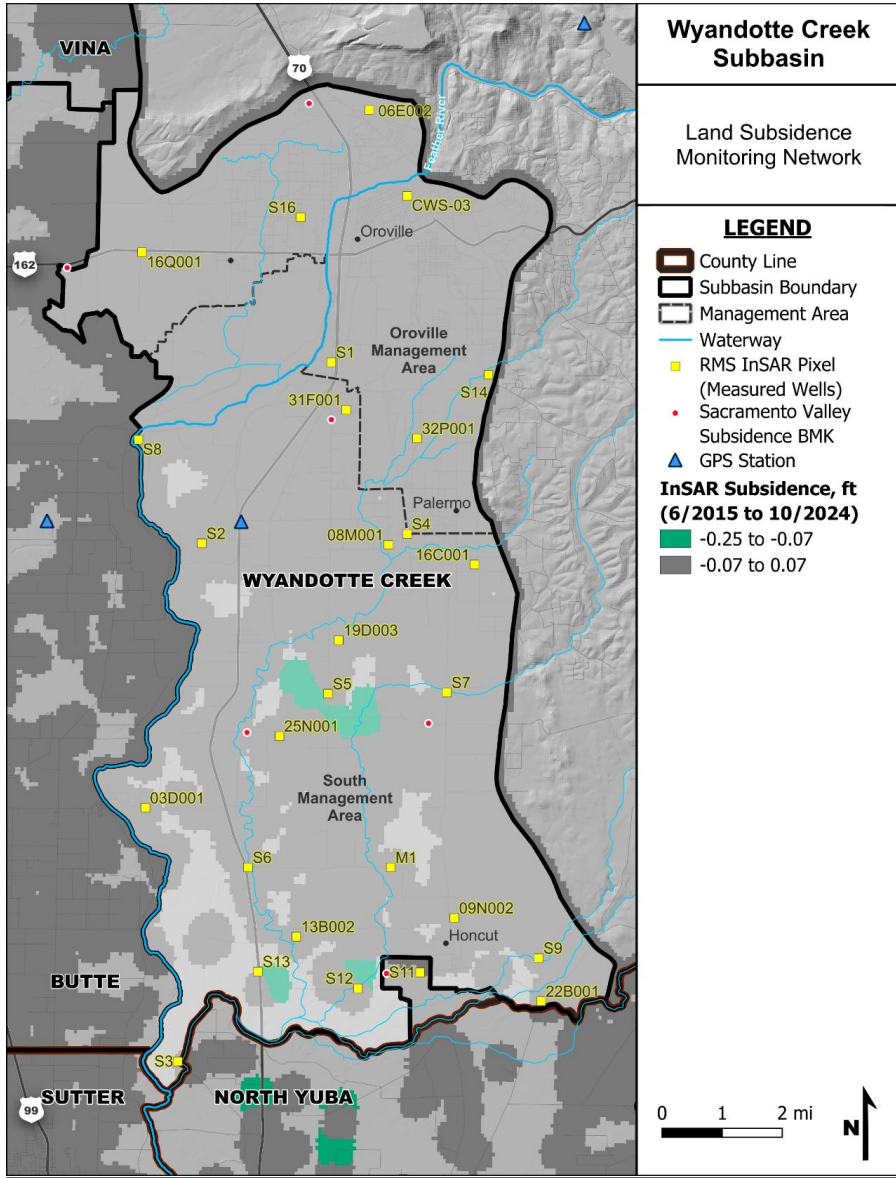 Wyandotte Creek
Subbasin
Land Subsidence
Monitoring Network
LEGEND
County Line
Subbasin Boundary
Management Area
Waterway
RMS InSAR Pixel
(Measured Wells)
Sacramento Valley
Subsidence BMK
GPS Station
InSAR Subsidence, ft
(6/2015 to 10/2024)
-0.25 to -0.07
-0.07 to 0.07
0 1 2 mi
N
VINA
70
06E002
Feather River
CWS-03
S16
Oroville
162
16Q001
Oroville
Management
Area
S1
S14
31F001
32P001
S8
Palermo
S4
S2
08M001
16C001
WYANDOTTE CREEK
19D003
S5
S7
25N001
South
Management
Area
03D001
S6
M1
09N002
13B002
Honcut
S9
S13
S11
S12
BUTTE
22B001
S3
SUTTER
NORTH YUBA
99